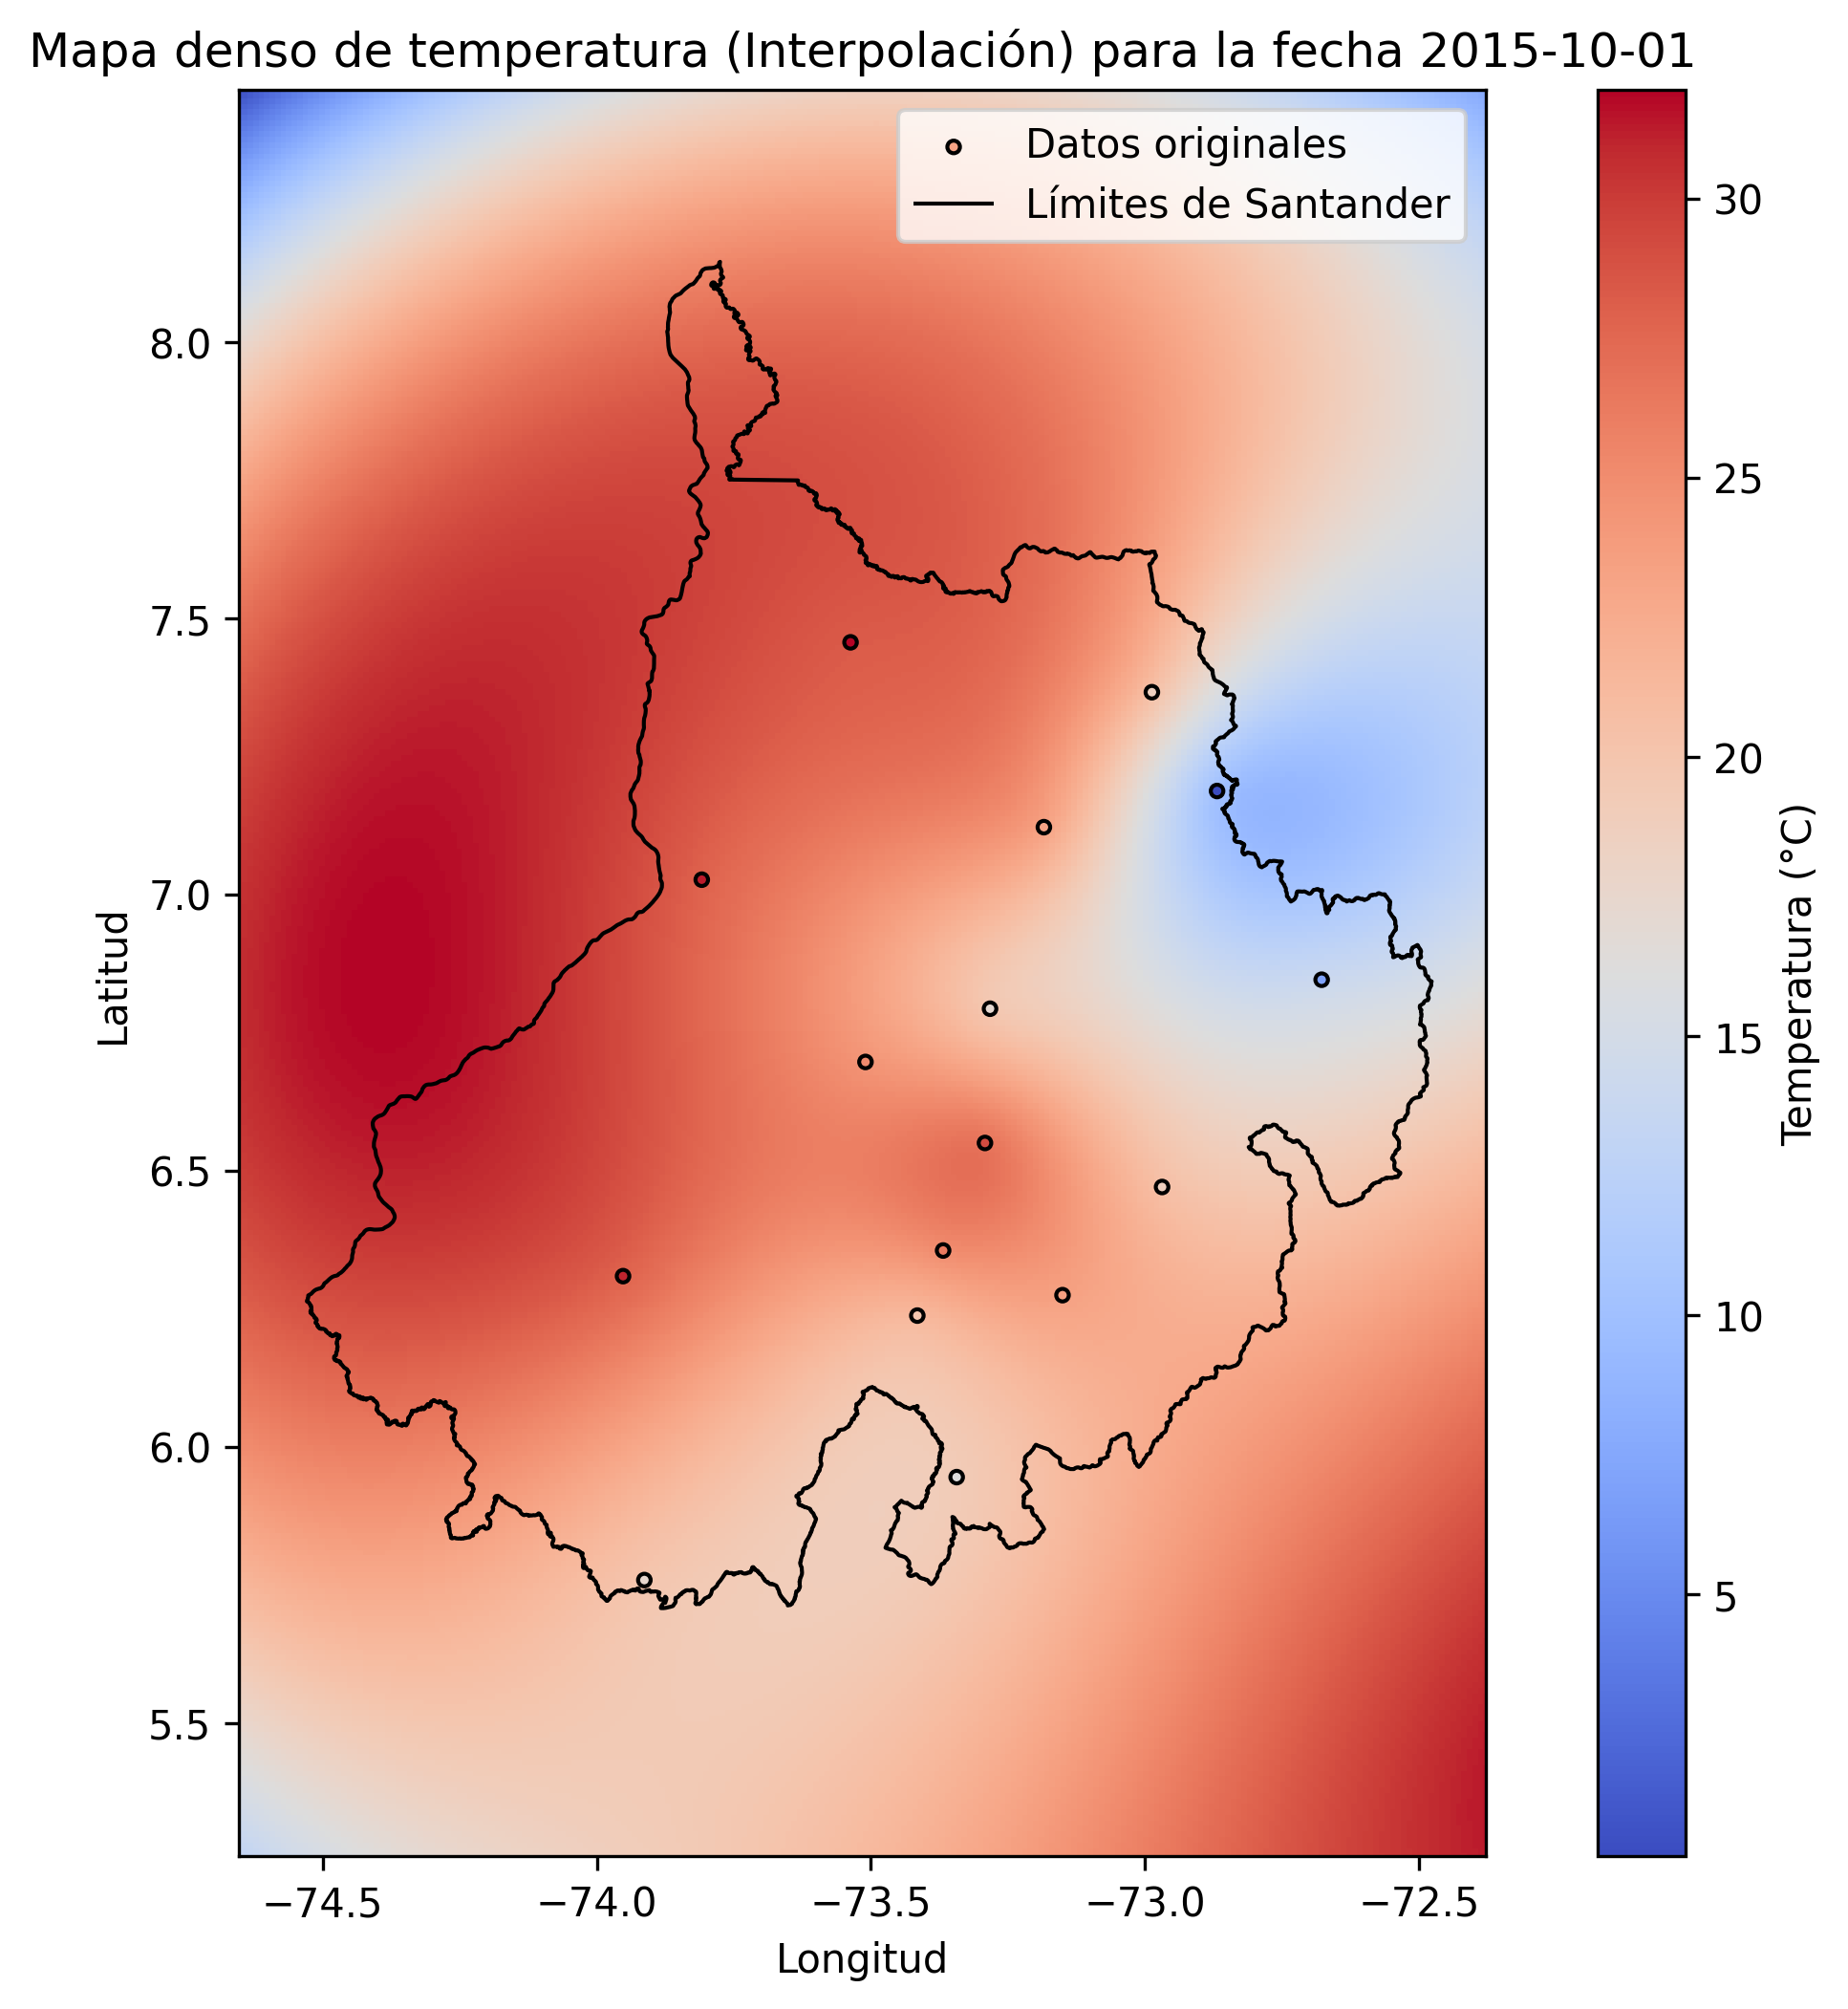 Mapa denso de temperatura (Interpolación) para la fecha 2015-10-01
Datos originales
Límites de Santander
8.0
7.5
7.0
6.5
6.0
5.5
Latitud
−74.5
−74.0
−73.5
−73.0
−72.5
Longitud
30
25
20
15
10
5
Temperatura (°C)